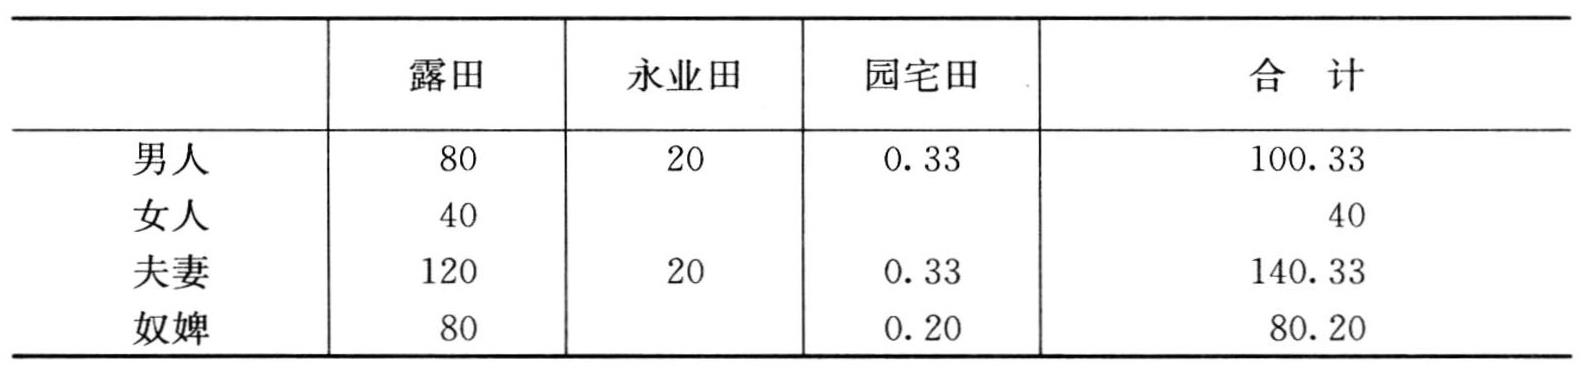 露田 永业田 园宅田 合 计
男人 80 20 0.33 100.33
女人 40 40
夫妻 120 20 0.33 140.33
奴婢 80 0.20 80.20